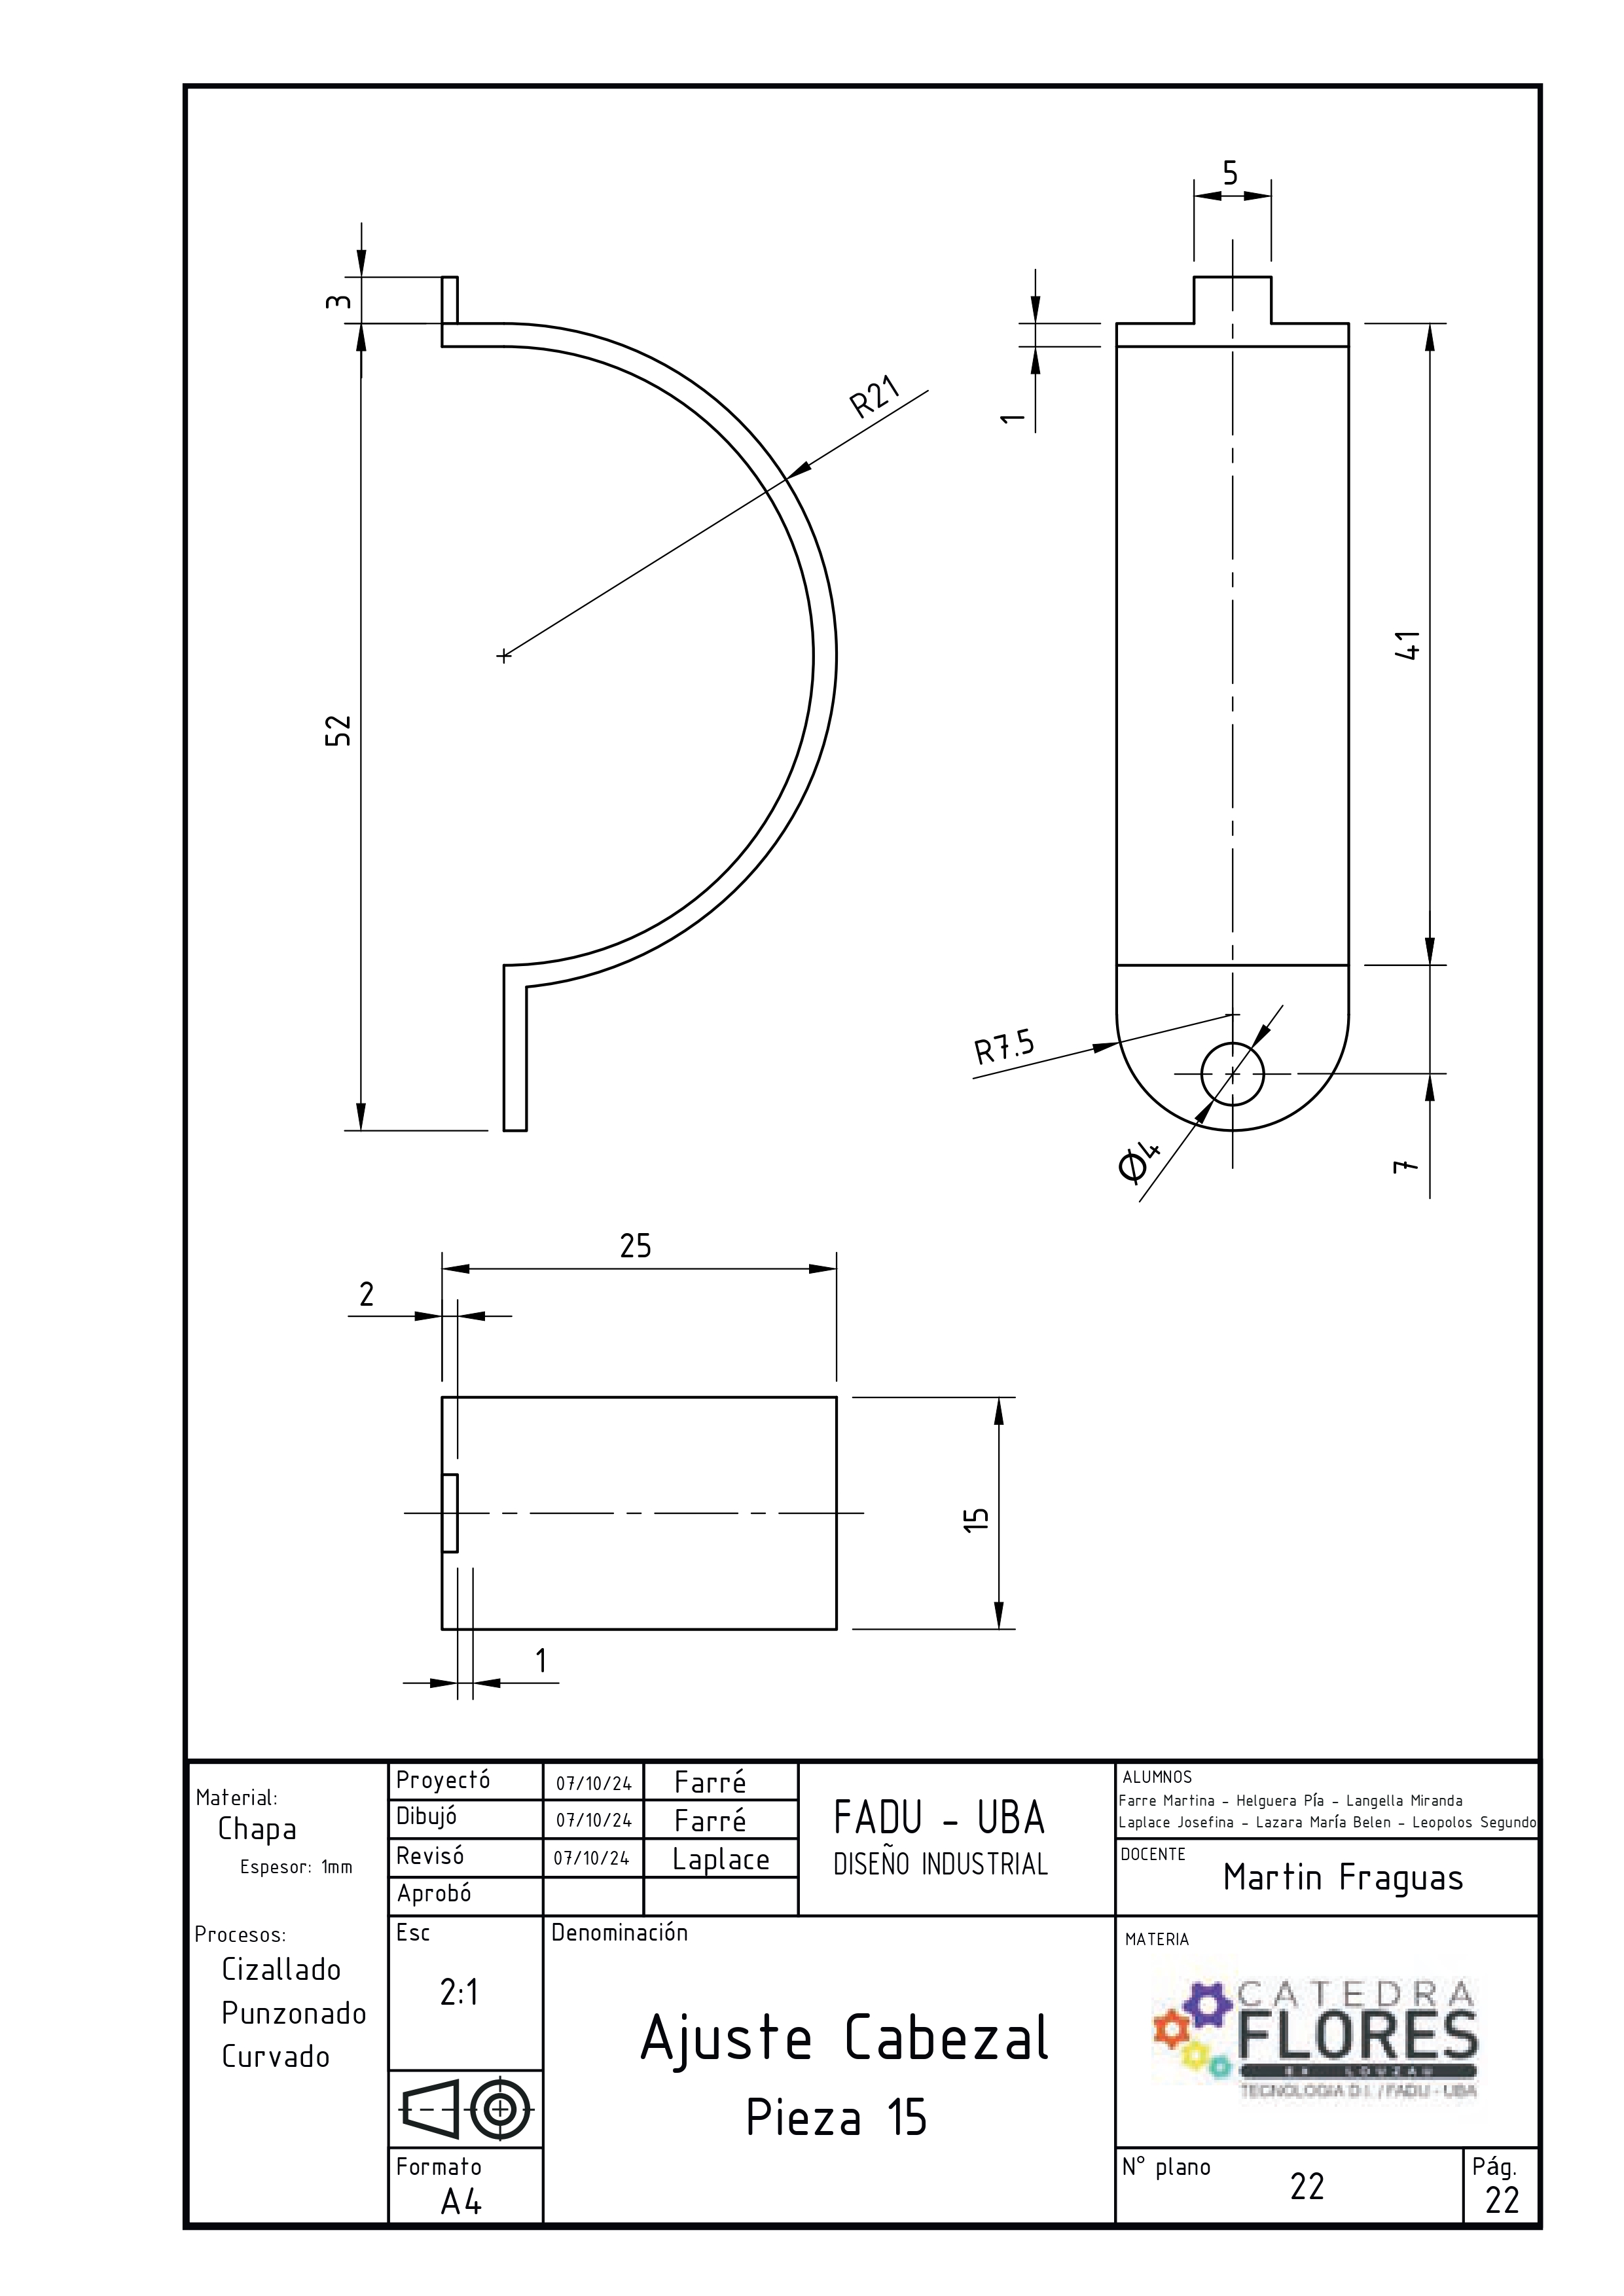 5
3
R21
1
52
41
R7.5
Ø4
7
25
2
15
1
Material:
Chapa
Espesor: 1mm
Procesos:
Cizallado
Punzonado
Curvado
Proyectó 07/10/24 Farré
Dibujó 07/10/24 Farré
Revisó 07/10/24 Laplace
Aprobó
Esc
2:1
Formato
A4
FADU - UBA
DISEÑO INDUSTRIAL
Denominación
Ajuste Cabezal
Pieza 15
ALUMNOS
Farre Martina - Helguera Pía - Langella Miranda
Laplace Josefina - Lazara María Belen - Leopolos Segundo
DOCENTE
Martin Fraguas
MATERIA
CATEDRA
FLORES
EX LOUZAU
TECNOLOGIA D.I. / FADU - UBA
N° plano
22
Pág.
22